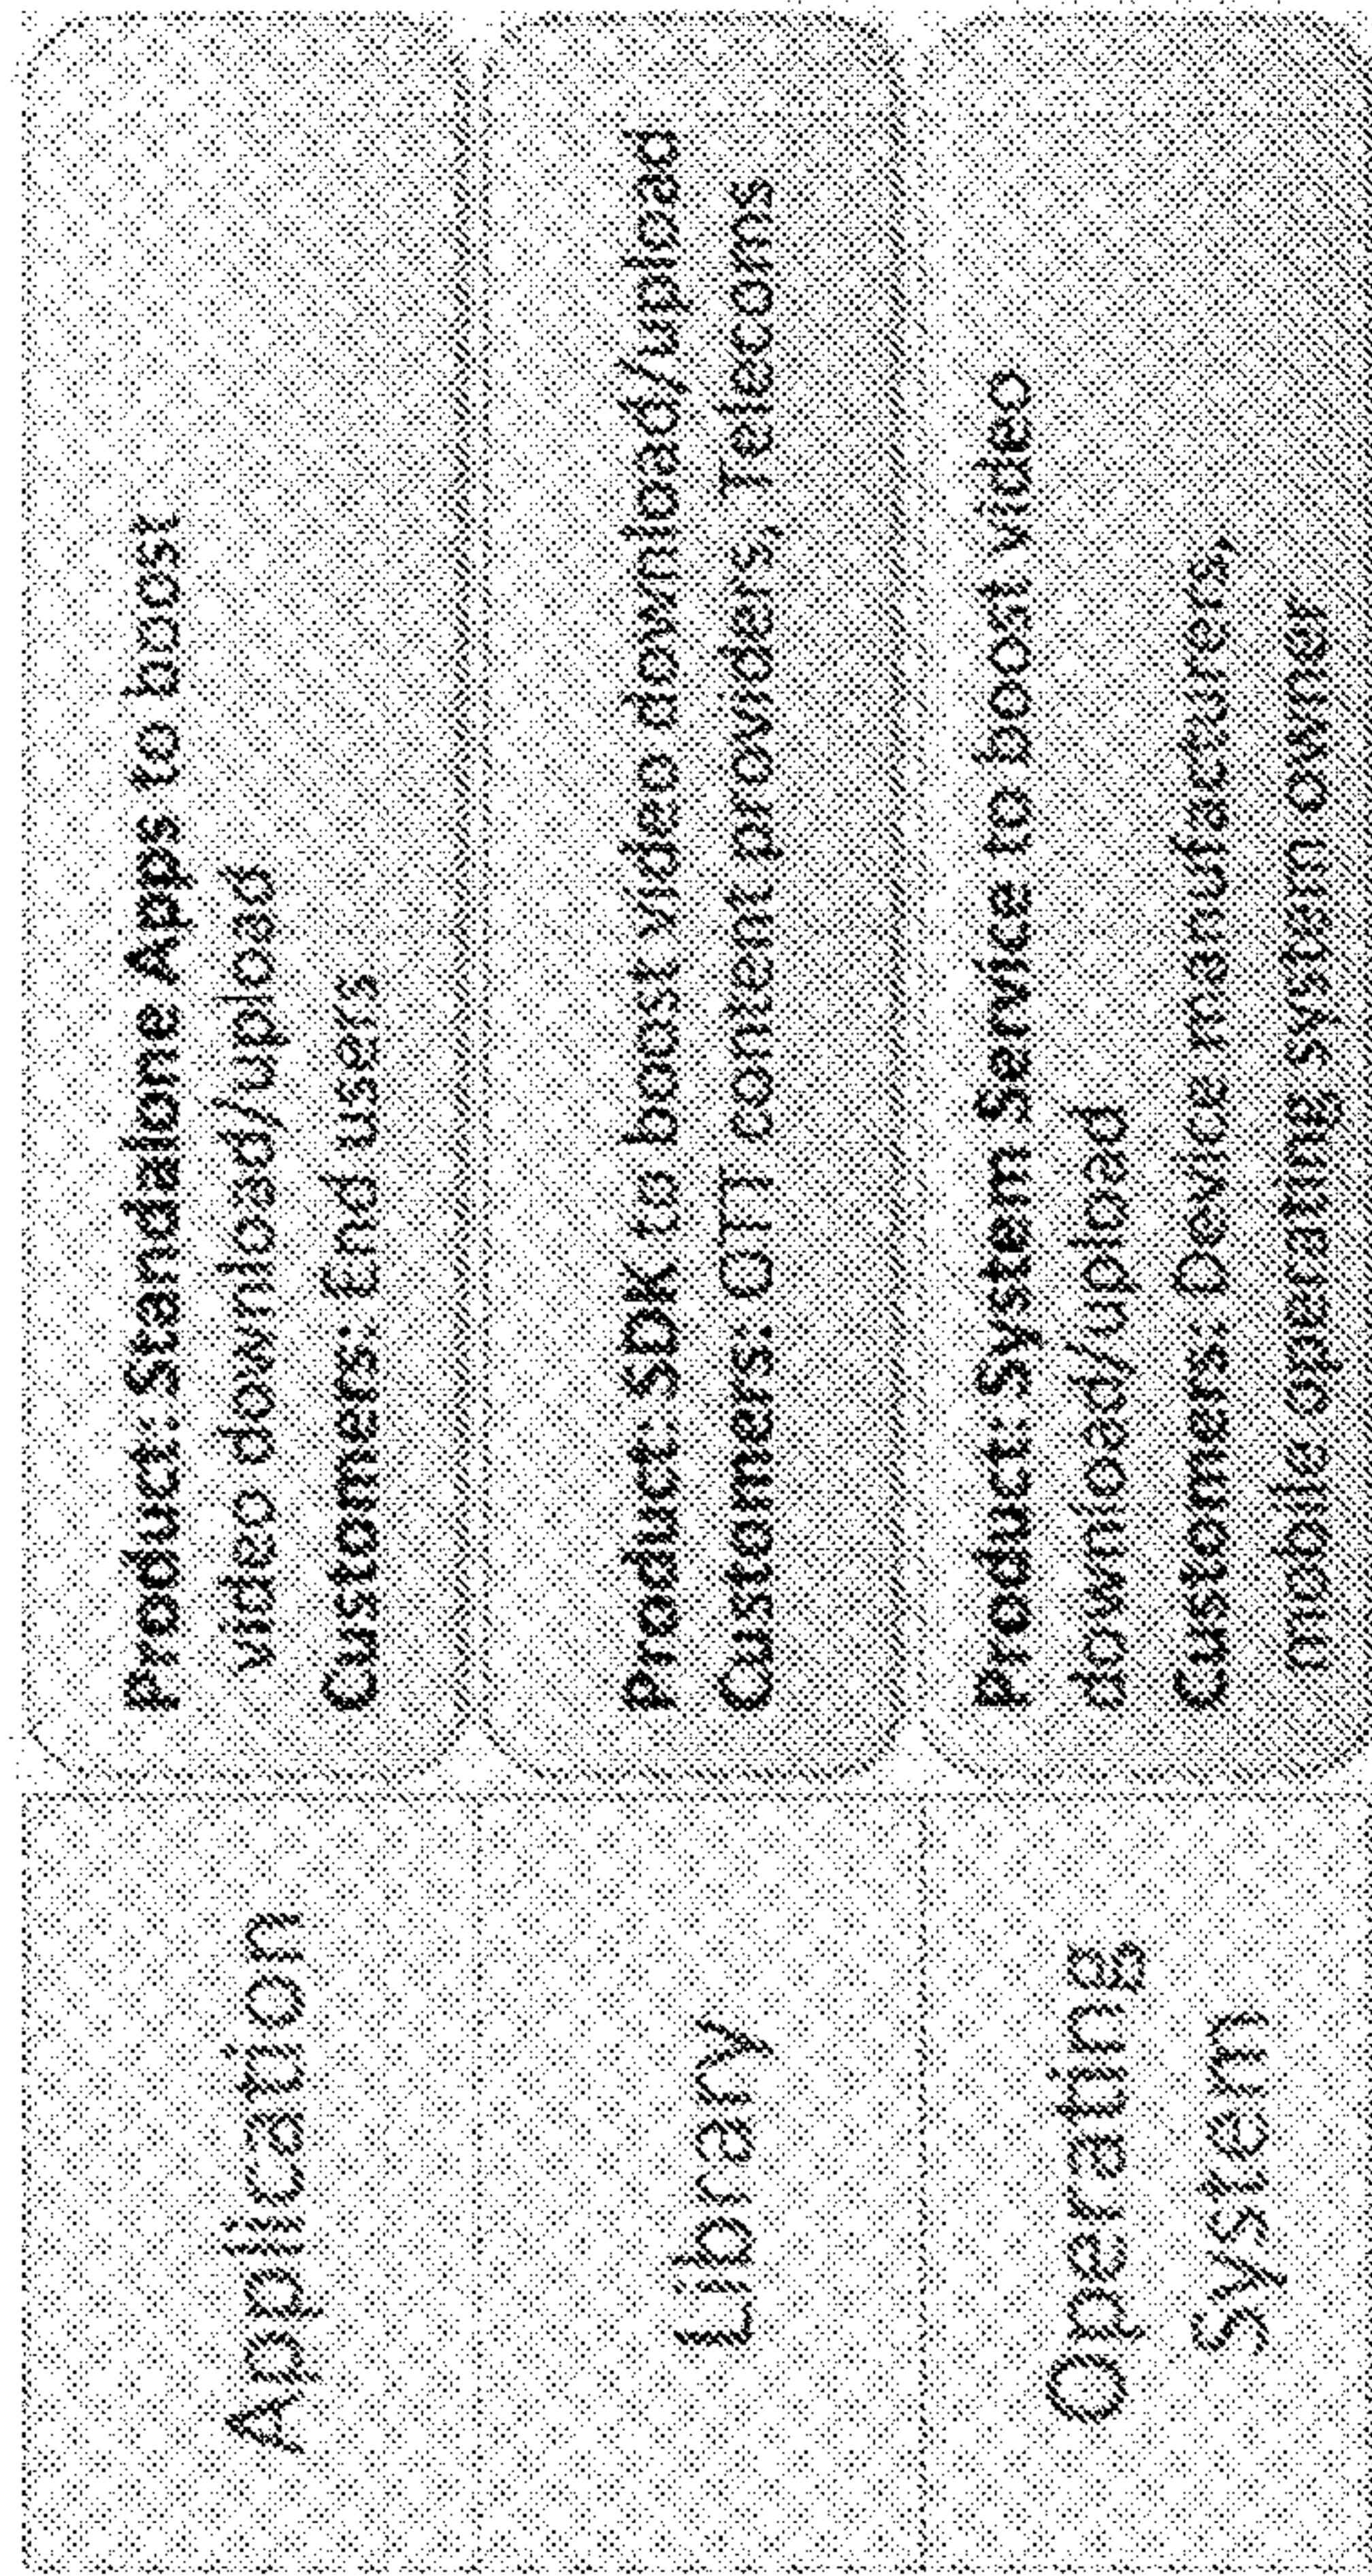 Application
Product: Standalone Apps to boost
video download/upload
Customers: End users
Library
Product: SDK to boost video download/upload
Customers: OTT content providers, Telecoms
Operating
System
Product: System Service to boost video
download/upload
Customers: Device manufacturers,
mobile operating system owner